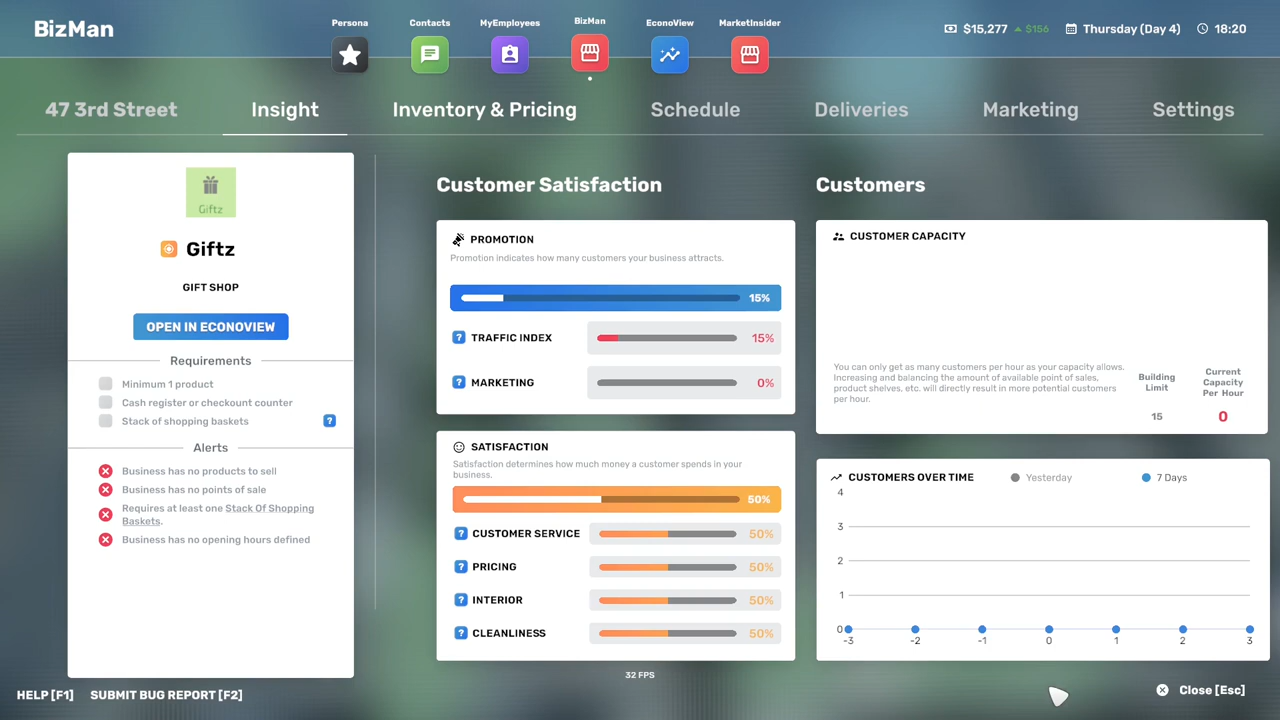 BizMan
Persona
Contacts
MyEmployees
BizMan
EconoView
MarketInsider
$15,277 $156 Thursday (Day 4) 18:20
47 3rd Street Insight Inventory & Pricing Schedule Deliveries Marketing Settings
Giftz
Giftz
GIFT SHOP
OPEN IN ECONOVIEW
Requirements
Minimum 1 product
Cash register or checkount counter
Stack of shopping baskets ?
Alerts
Business has no products to sell
Business has no points of sale
Requires at least one Stack Of Shopping
Baskets.
Business has no opening hours defined
Customer Satisfaction
PROMOTION
Promotion indicates how many customers your business attracts.
15%
? TRAFFIC INDEX 15%
? MARKETING 0%
SATISFACTION
Satisfaction determines how much money a customer spends in your
business.
50%
? CUSTOMER SERVICE 50%
? PRICING 50%
? INTERIOR 50%
? CLEANLINESS 50%
Customers
CUSTOMER CAPACITY
You can only get as many customers per hour as your capacity allows.
Increasing and balancing the amount of available point of sales,
product shelves, etc. will directly result in more potential customers
per hour.
Building
Limit
15
Current
Capacity
Per Hour
0
CUSTOMERS OVER TIME Yesterday 7 Days
4
3
2
1
0
-3 -2 -1 0 1 2 3
32 FPS
HELP [F1] SUBMIT BUG REPORT [F2]
Close [Esc]